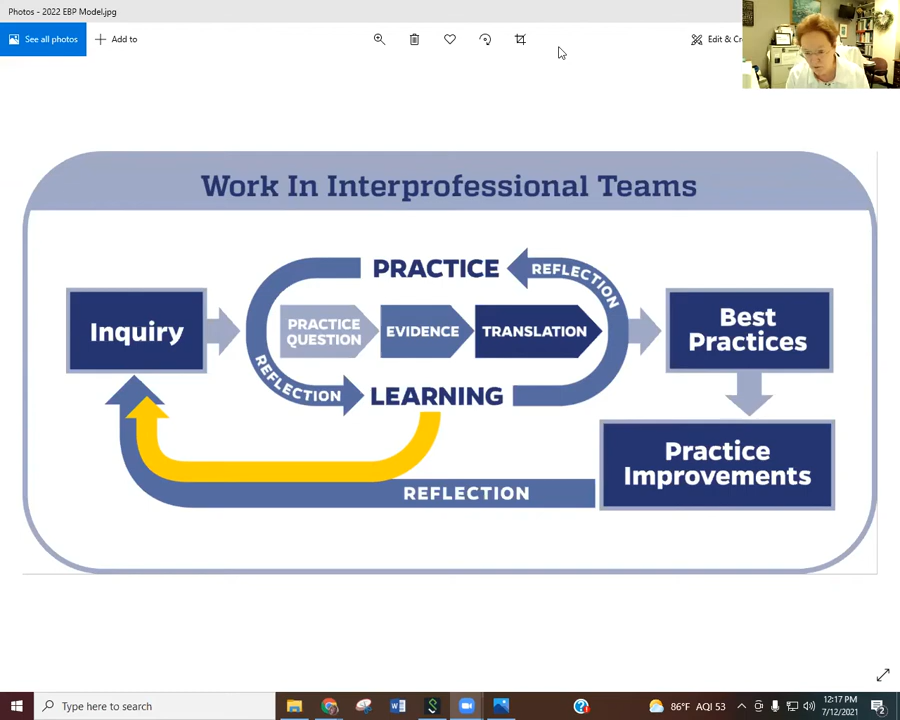 Photos - 2022 EBP Model.jpg
See all photos
Add to
Edit & Cr
Work In Interprofessional Teams
PRACTICE
REFLECTION
Inquiry
PRACTICE
QUESTION
EVIDENCE
TRANSLATION
Best
Practices
REFLECTION
LEARNING
Practice
Improvements
REFLECTION
Type here to search
86°F AQI 53
12:17 PM
7/12/2021
2